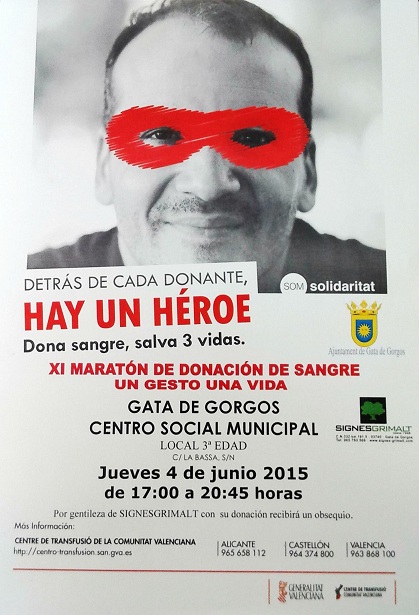 DETRÁS DE CADA DONANTE,
SOM solidaritat
HAY UN HÉROE
Dona sangre, salva 3 vidas.
Ajuntament de Gata de Gorgos
XI MARATÓN DE DONACIÓN DE SANGRE
UN GESTO UNA VIDA
GATA DE GORGOS
CENTRO SOCIAL MUNICIPAL
LOCAL 3ª EDAD
C/ LA BASSA, S/N
SIGNESGRIMALT
Jueves 4 de junio 2015
de 17:00 a 20:45 horas
Por gentileza de SIGNESGRIMALT con su donación recibirá un obsequio.
Más Información:
CENTRE DE TRANSFUSIÓ DE LA COMUNITAT VALENCIANA
http://centro-transfusion.san.gva.es
ALICANTE
965 658 112
CASTELLÓN
964 374 800
VALENCIA
963 868 100
GENERALITAT
VALENCIANA
CENTRE DE TRANSFUSIÓ
COMUNITAT VALENCIANA